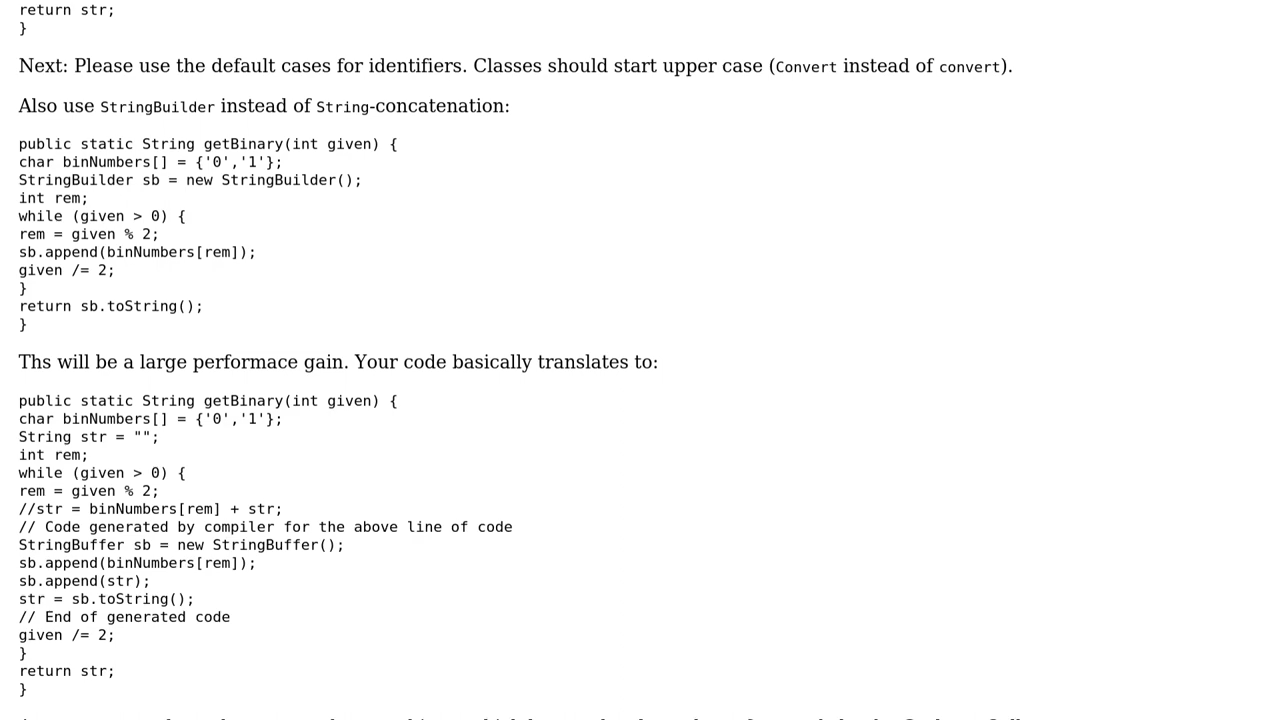 return str;
}
Next: Please use the default cases for identifiers. Classes should start upper case (Convert instead of convert).
Also use StringBuilder instead of String-concatenation:
public static String getBinary(int given) {
char binNumbers[] = {'0','1'};
StringBuilder sb = new StringBuilder();
int rem;
while (given > 0) {
rem = given % 2;
sb.append(binNumbers[rem]);
given /= 2;
}
return sb.toString();
}
Ths will be a large performace gain. Your code basically translates to:
public static String getBinary(int given) {
char binNumbers[] = {'0','1'};
String str = "";
int rem;
while (given > 0) {
rem = given % 2;
//str = binNumbers[rem] + str;
// Code generated by compiler for the above line of code
StringBuffer sb = new StringBuffer();
sb.append(binNumbers[rem]);
sb.append(str);
str = sb.toString();
// End of generated code
given /= 2;
}
return str;
}